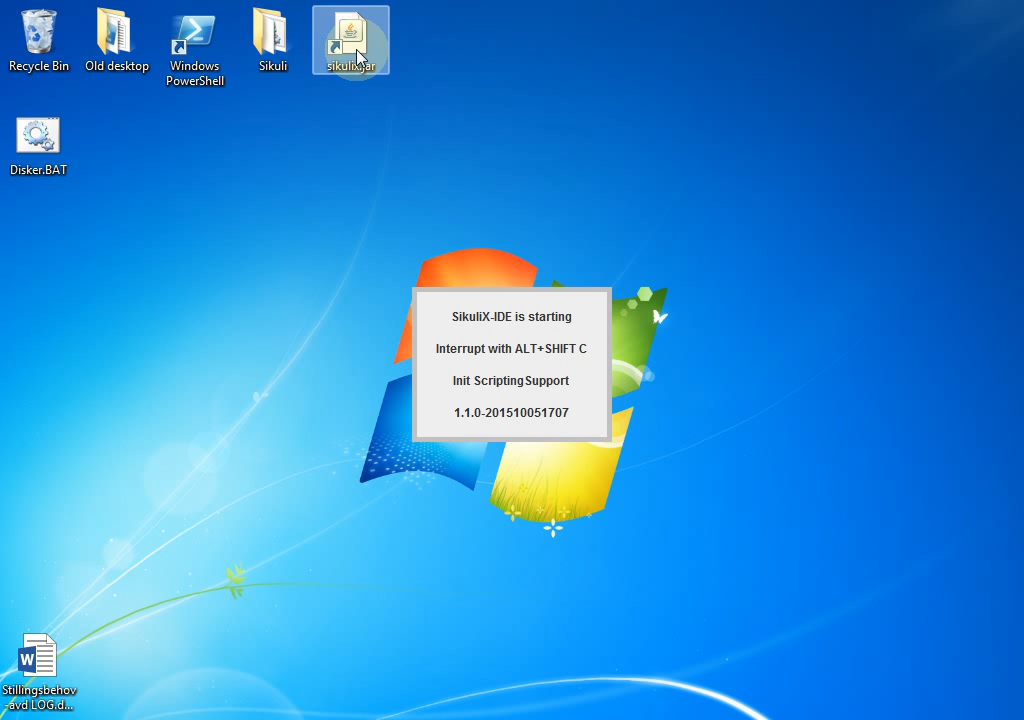 Recycle Bin
Old desktop
Windows
PowerShell
Sikuli
sikulix.jar
Disker.BAT
SikuliX-IDE is starting
Interrupt with ALT+SHIFT C
Init ScriptingSupport
1.1.0-201510051707
W
Stillingsbehov
-avd LOG.d...